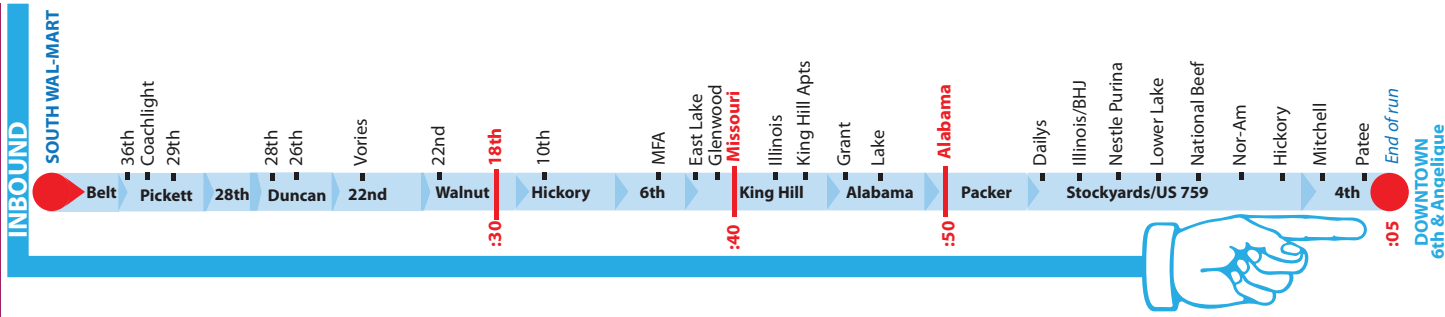 INBOUND
SOUTH WAL-MART
36th
Coachlight
29th
28th
26th
Vories
22nd
18th
10th
MFA
East Lake
Glenwood
Missouri
Illinois
King Hill Apts
Grant
Lake
Alabama
Dailys
Illinois/BHJ
Nestle Purina
Lower Lake
National Beef
Nor-Am
Hickory
Mitchell
Patee
End of run
Belt
Pickett
28th
Duncan
22nd
Walnut
Hickory
6th
King Hill
Alabama
Packer
Stockyards/US 759
4th
:30
:40
:50
:05
DOWNTOWN
6th & Angelique